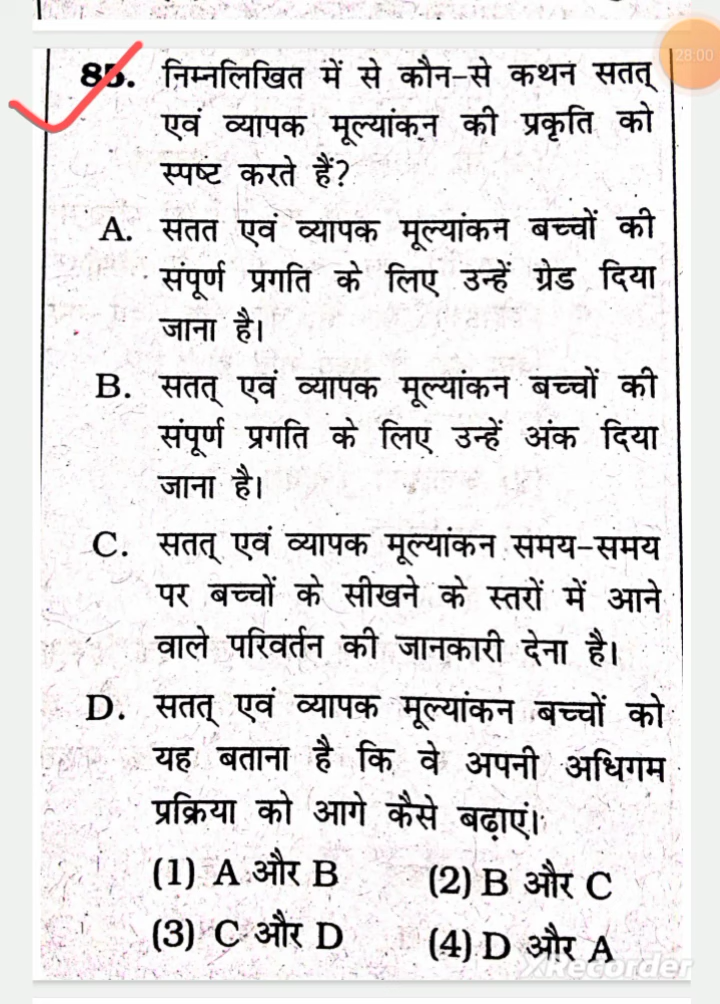 28:00
85. निम्नलिखित में से कौन-से कथन सतत्
एवं व्यापक मूल्यांकन की प्रकृति को
स्पष्ट करते हैं?
A. सतत एवं व्यापक मूल्यांकन बच्चों की
संपूर्ण प्रगति के लिए उन्हें ग्रेड दिया
जाना है।
B. सतत् एवं व्यापक मूल्यांकन बच्चों की
संपूर्ण प्रगति के लिए उन्हें अंक दिया
जाना है।
C. सतत् एवं व्यापक मूल्यांकन समय-समय
पर बच्चों के सीखने के स्तरों में आने
वाले परिवर्तन की जानकारी देना है।
D. सतत् एवं व्यापक मूल्यांकन बच्चों को
यह बताना है कि वे अपनी अधिगम
प्रक्रिया को आगे कैसे बढ़ाएं।
(1) A और B (2) B और C
(3) C और D (4) D और A
XRecorder